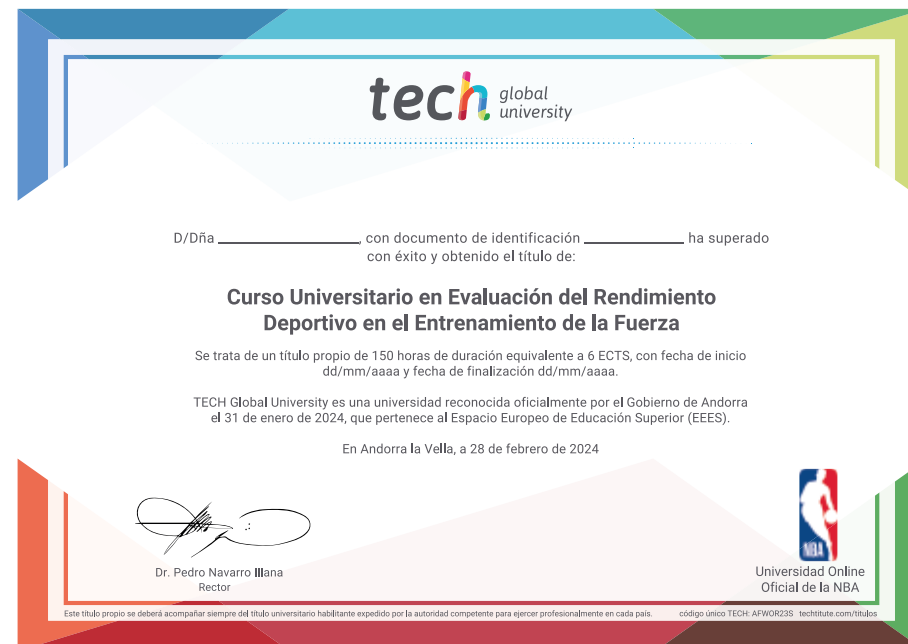 tech global university
D/Dña ____________________, con documento de identificación ______________ ha superado
con éxito y obtenido el título de:
Curso Universitario en Evaluación del Rendimiento
Deportivo en el Entrenamiento de la Fuerza
Se trata de un título propio de 150 horas de duración equivalente a 6 ECTS, con fecha de inicio
dd/mm/aaaa y fecha de finalización dd/mm/aaaa.
TECH Global University es una universidad reconocida oficialmente por el Gobierno de Andorra
el 31 de enero de 2024, que pertenece al Espacio Europeo de Educación Superior (EEES).
En Andorra la Vella, a 28 de febrero de 2024
Dr. Pedro Navarro Illana
Rector
NBA
Universidad Online
Oficial de la NBA
Este título propio se deberá acompañar siempre del título universitario habilitante expedido por la autoridad competente para ejercer profesionalmente en cada país. código único TECH: AFWOR23S techtitute.com/titulos